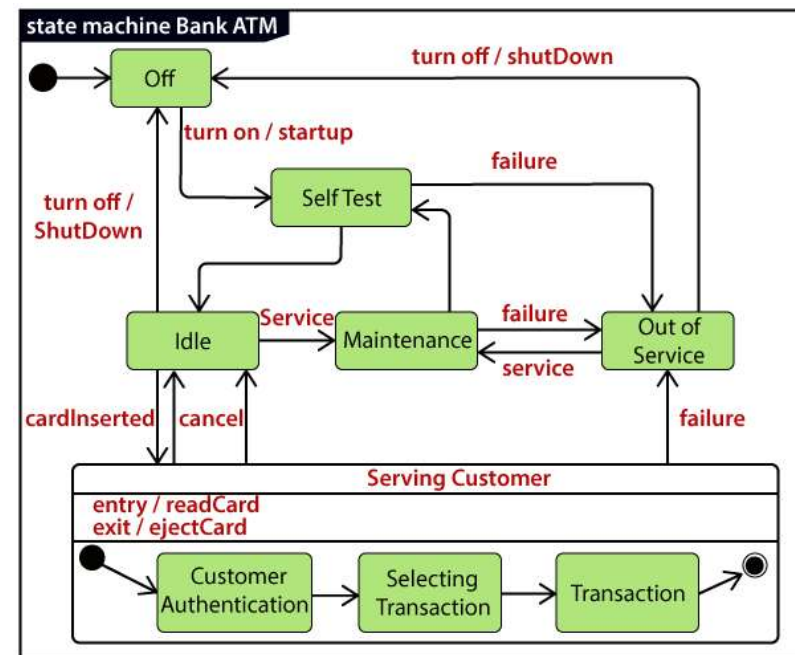 state machine Bank ATM
turn off / shutDown
Off
turn on / startup
failure
Self Test
turn off /
ShutDown
Service
failure
Idle
Maintenance
Out of
Service
service
cardInserted
cancel
failure
Serving Customer
entry / readCard
exit / ejectCard
Customer
Authentication
Selecting
Transaction
Transaction